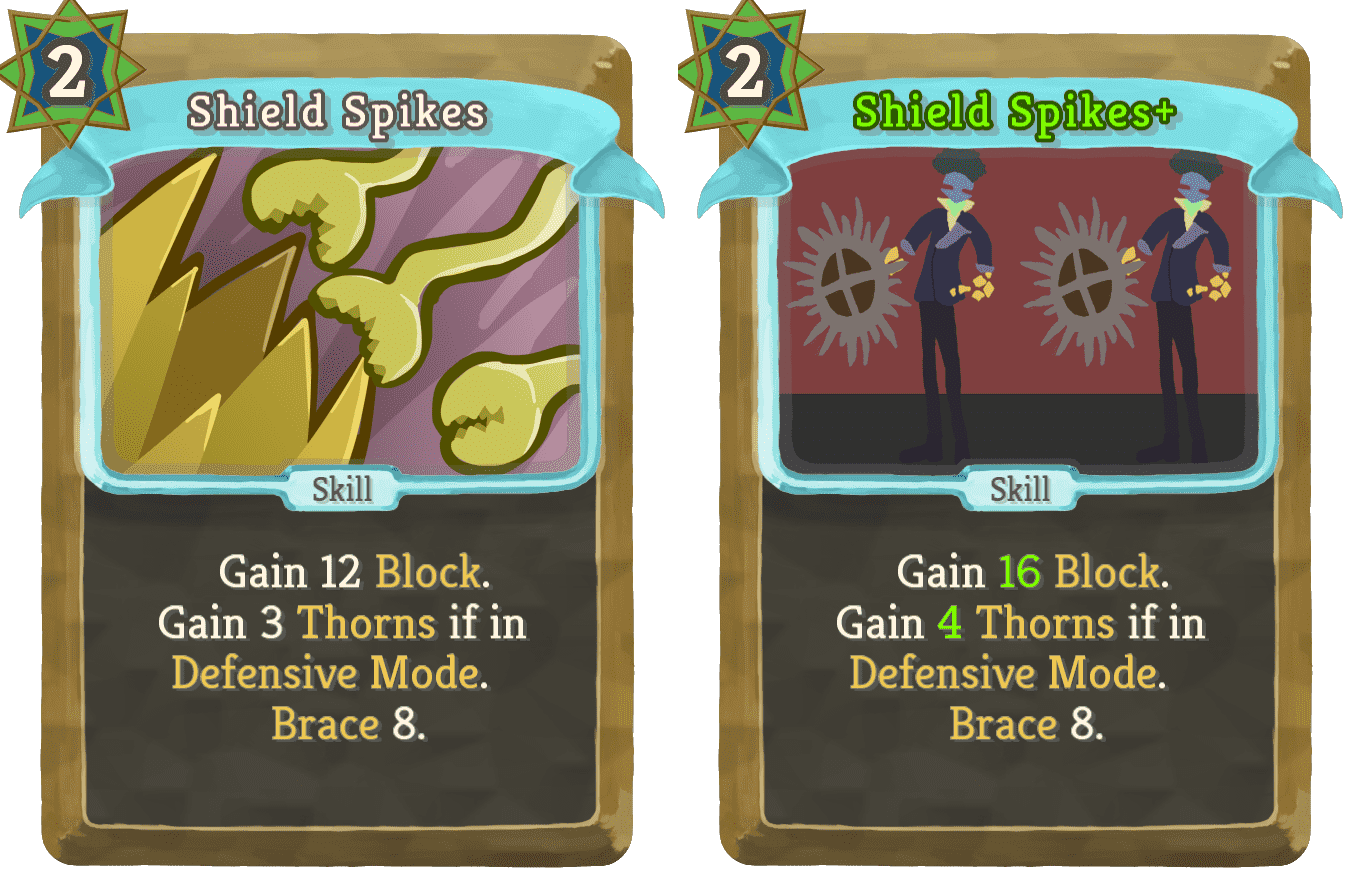 2
Shield Spikes
Skill
Gain 12 Block.
Gain 3 Thorns if in
Defensive Mode.
Brace 8.
2
Shield Spikes+
Skill
Gain 16 Block.
Gain 4 Thorns if in
Defensive Mode.
Brace 8.